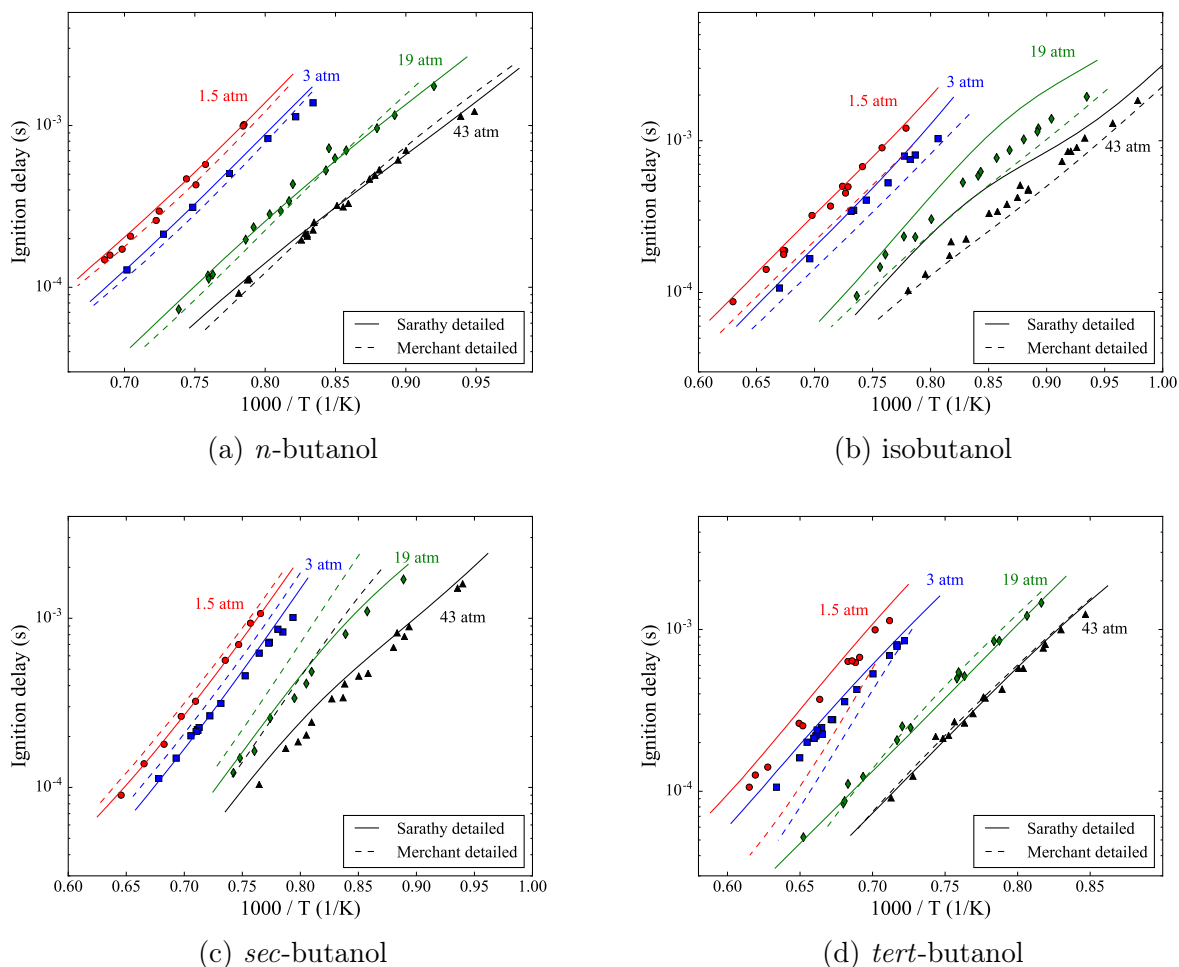 1.5 atm
3 atm
19 atm
43 atm
10⁻³
10⁻⁴
Ignition delay (s)
Sarathy detailed
Merchant detailed
0.70 0.75 0.80 0.85 0.90 0.95
1000 / T (1/K)
(a) n-butanol
1.5 atm
3 atm
19 atm
43 atm
10⁻³
10⁻⁴
Ignition delay (s)
Sarathy detailed
Merchant detailed
0.60 0.65 0.70 0.75 0.80 0.85 0.90 0.95 1.00
1000 / T (1/K)
(b) isobutanol
1.5 atm
3 atm
19 atm
43 atm
10⁻³
10⁻⁴
Ignition delay (s)
Sarathy detailed
Merchant detailed
0.60 0.65 0.70 0.75 0.80 0.85 0.90 0.95 1.00
1000 / T (1/K)
(c) sec-butanol
1.5 atm
3 atm
19 atm
43 atm
10⁻³
10⁻⁴
Ignition delay (s)
Sarathy detailed
Merchant detailed
0.60 0.65 0.70 0.75 0.80 0.85
1000 / T (1/K)
(d) tert-butanol